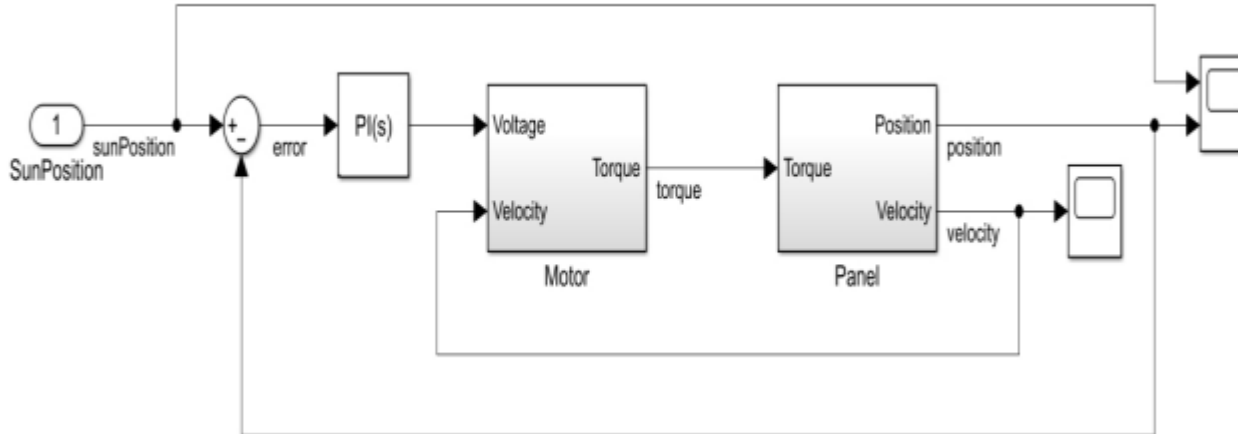 1
SunPosition
sunPosition
+
−
error
PI(s)
Voltage
Velocity
Torque
Motor
torque
Torque
Position
Velocity
Panel
position
velocity